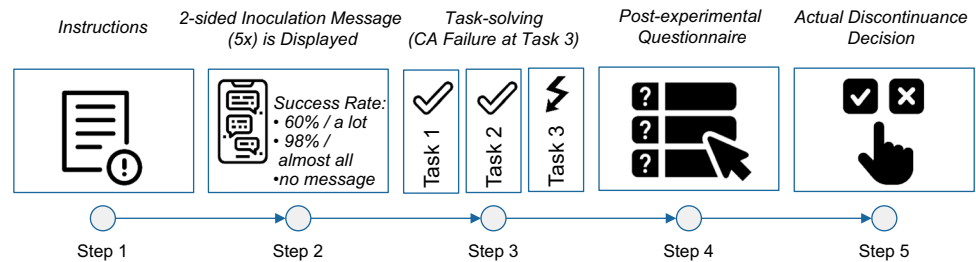 Instructions
2-sided Inoculation Message
(5x) is Displayed
Task-solving
(CA Failure at Task 3)
Post-experimental
Questionnaire
Actual Discontinuance
Decision
Success Rate:
• 60% / a lot
• 98% /
almost all
•no message
Task 1
Task 2
Task 3
?
?
?
Step 1
Step 2
Step 3
Step 4
Step 5